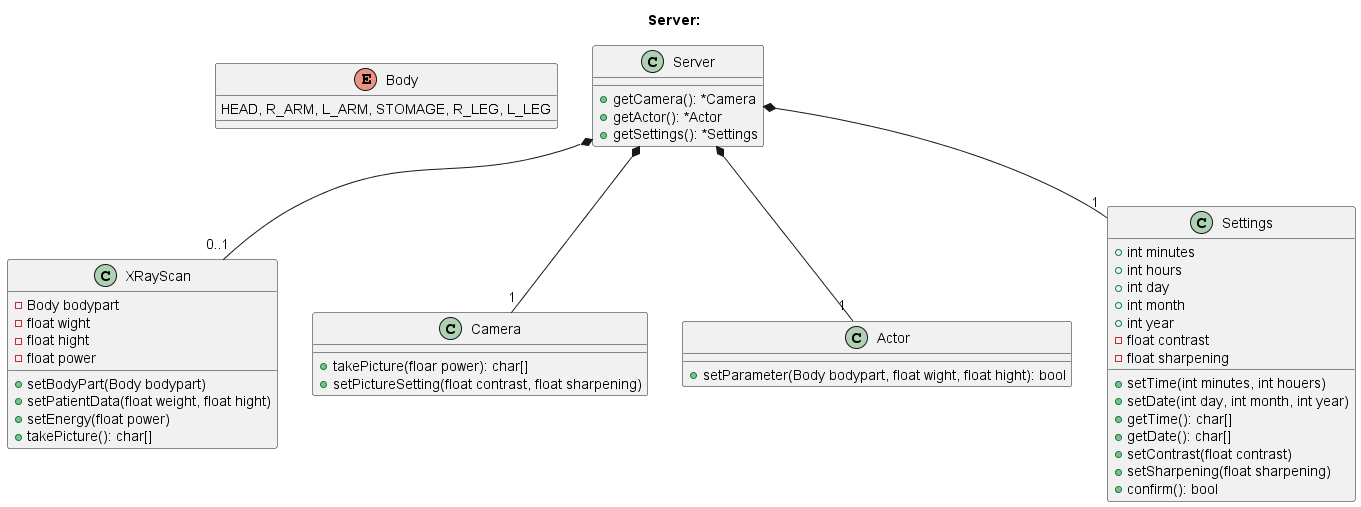 Server:
E
Body
HEAD, R_ARM, L_ARM, STOMAGE, R_LEG, L_LEG
C
Server
getCamera(): *Camera
getActor(): *Actor
getSettings(): *Settings
0..1
1
1
1
C
XRayScan
Body bodypart
float wight
float hight
float power
setBodyPart(Body bodypart)
setPatientData(float weight, float hight)
setEnergy(float power)
takePicture(): char[]
C
Camera
takePicture(floar power): char[]
setPictureSetting(float contrast, float sharpening)
C
Actor
setParameter(Body bodypart, float wight, float hight): bool
C
Settings
int minutes
int hours
int day
int month
int year
float contrast
float sharpening
setTime(int minutes, int houers)
setDate(int day, int month, int year)
getTime(): char[]
getDate(): char[]
setContrast(float contrast)
setSharpening(float sharpening)
confirm(): bool